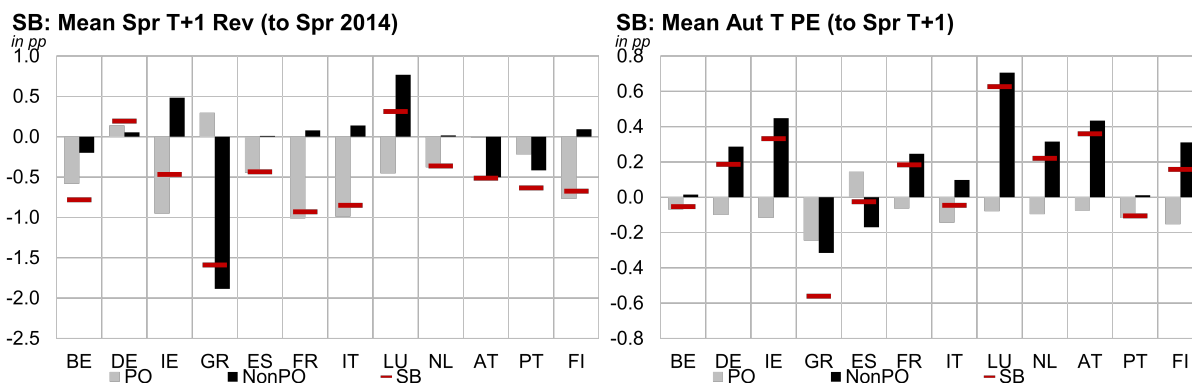 SB: Mean Spr T+1 Rev (to Spr 2014)
in pp
1.0
0.5
0.0
-0.5
-1.0
-1.5
-2.0
-2.5
BE DE IE GR ES FR IT LU NL AT PT FI
PO NonPO SB
SB: Mean Aut T PE (to Spr T+1)
in pp
0.8
0.6
0.4
0.2
0.0
-0.2
-0.4
-0.6
-0.8
BE DE IE GR ES FR IT LU NL AT PT FI
PO NonPO SB